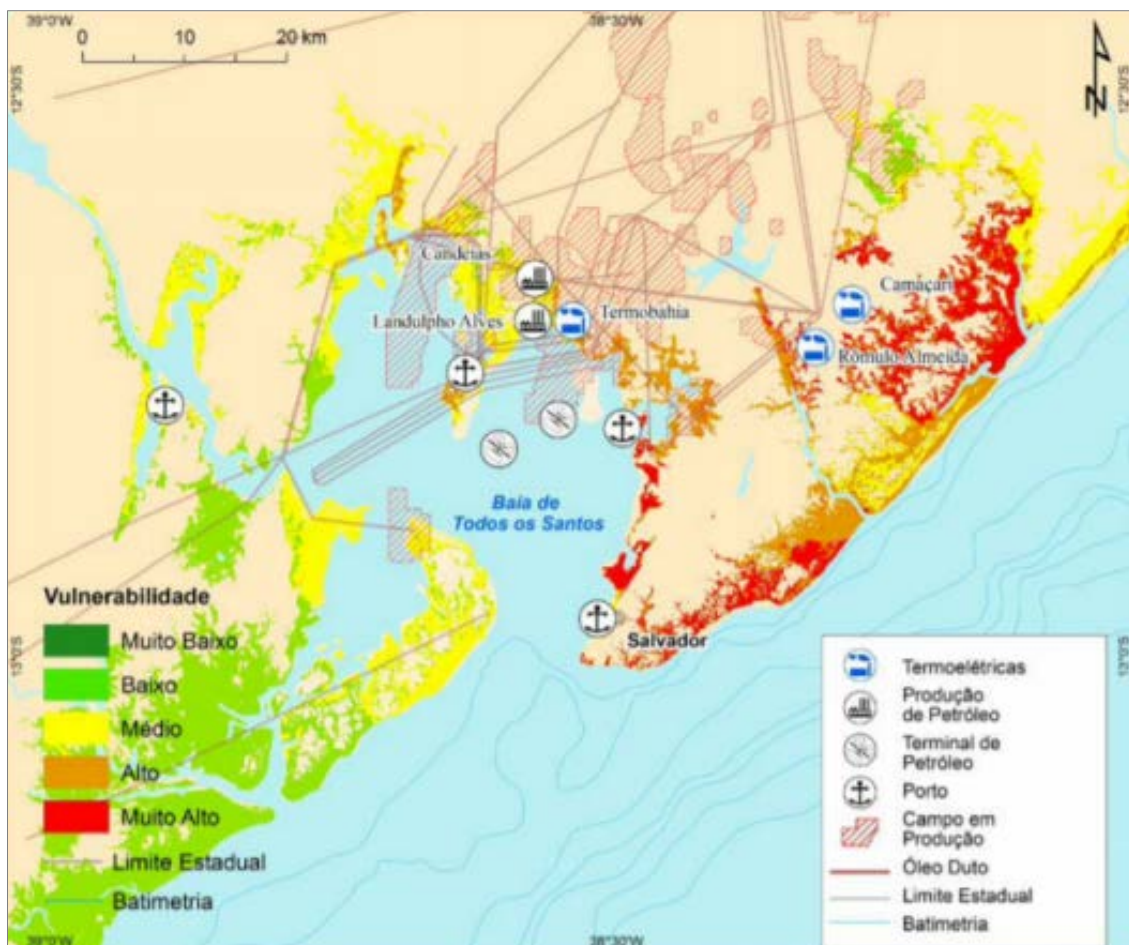 39°0'W
38°30'W
0 10 20 km
12°30'S
12°30'S
N
Candeias
Landulpho Alves
Termobahia
Camaçari
Rômulo Almeida
Baía de
Todos os Santos
Salvador
13°0'S
13°0'S
Vulnerabilidade
Muito Baixo
Baixo
Médio
Alto
Muito Alto
Limite Estadual
Batimetria
Termoelétricas
Produção
de Petróleo
Terminal de
Petróleo
Porto
Campo em
Produção
Óleo Duto
Limite Estadual
Batimetria
39°0'W
38°30'W